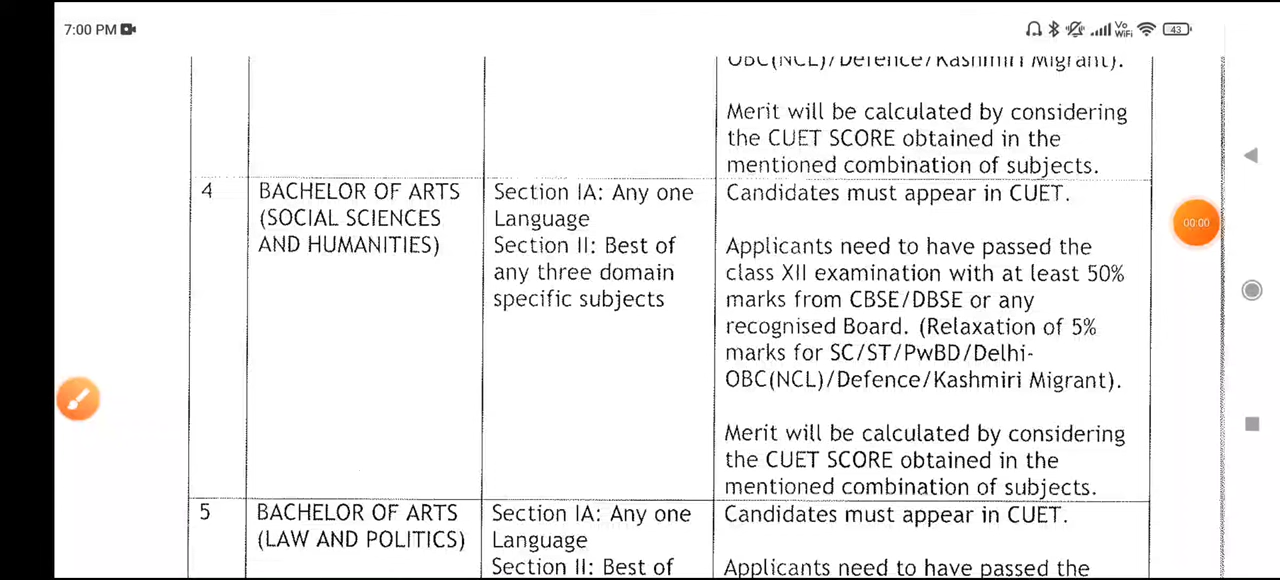 7:00 PM
Vo
WiFi
43
OBC(NCL)/Defence/Kashmiri Migrant).
Merit will be calculated by considering
the CUET SCORE obtained in the
mentioned combination of subjects.
4
BACHELOR OF ARTS
(SOCIAL SCIENCES
AND HUMANITIES)
Section IA: Any one
Language
Section II: Best of
any three domain
specific subjects
Candidates must appear in CUET.
Applicants need to have passed the
class XII examination with at least 50%
marks from CBSE/DBSE or any
recognised Board. (Relaxation of 5%
marks for SC/ST/PwBD/Delhi-
OBC(NCL)/Defence/Kashmiri Migrant).
Merit will be calculated by considering
the CUET SCORE obtained in the
mentioned combination of subjects.
5
BACHELOR OF ARTS
(LAW AND POLITICS)
Section IA: Any one
Language
Section II: Best of
Candidates must appear in CUET.
Applicants need to have passed the
00:00